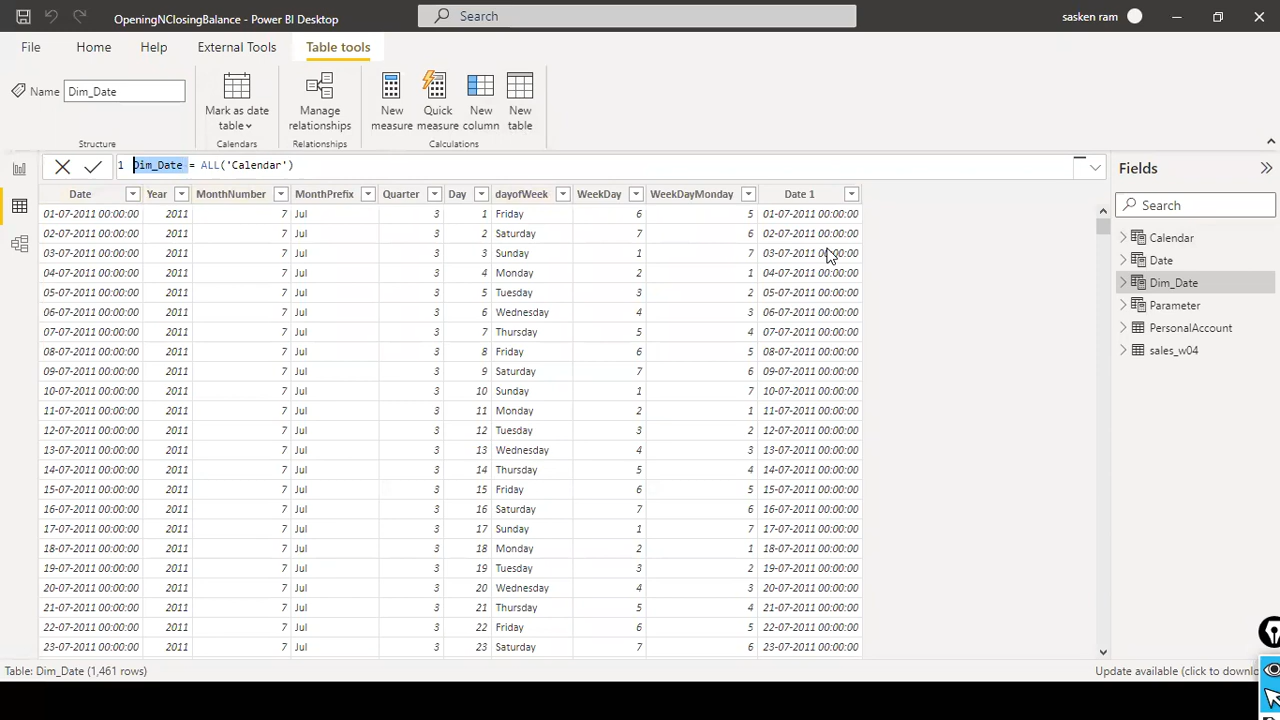 OpeningNClosingBalance - Power BI Desktop
Search
sasken ram
File
Home
Help
External Tools
Table tools
Name
Dim_Date
Mark as date table
Manage relationships
New measure
Quick measure
New column
New table
Structure
Calendars
Relationships
Calculations
1 Dim_Date = ALL('Calendar')
Date Year MonthNumber MonthPrefix Quarter Day dayofWeek WeekDay WeekDayMonday Date 1
01-07-2011 00:00:00 2011 7 Jul 3 1 Friday 6 5 01-07-2011 00:00:00
02-07-2011 00:00:00 2011 7 Jul 3 2 Saturday 7 6 02-07-2011 00:00:00
03-07-2011 00:00:00 2011 7 Jul 3 3 Sunday 1 7 03-07-2011 00:00:00
04-07-2011 00:00:00 2011 7 Jul 3 4 Monday 2 1 04-07-2011 00:00:00
05-07-2011 00:00:00 2011 7 Jul 3 5 Tuesday 3 2 05-07-2011 00:00:00
06-07-2011 00:00:00 2011 7 Jul 3 6 Wednesday 4 3 06-07-2011 00:00:00
07-07-2011 00:00:00 2011 7 Jul 3 7 Thursday 5 4 07-07-2011 00:00:00
08-07-2011 00:00:00 2011 7 Jul 3 8 Friday 6 5 08-07-2011 00:00:00
09-07-2011 00:00:00 2011 7 Jul 3 9 Saturday 7 6 09-07-2011 00:00:00
10-07-2011 00:00:00 2011 7 Jul 3 10 Sunday 1 7 10-07-2011 00:00:00
11-07-2011 00:00:00 2011 7 Jul 3 11 Monday 2 1 11-07-2011 00:00:00
12-07-2011 00:00:00 2011 7 Jul 3 12 Tuesday 3 2 12-07-2011 00:00:00
13-07-2011 00:00:00 2011 7 Jul 3 13 Wednesday 4 3 13-07-2011 00:00:00
14-07-2011 00:00:00 2011 7 Jul 3 14 Thursday 5 4 14-07-2011 00:00:00
15-07-2011 00:00:00 2011 7 Jul 3 15 Friday 6 5 15-07-2011 00:00:00
16-07-2011 00:00:00 2011 7 Jul 3 16 Saturday 7 6 16-07-2011 00:00:00
17-07-2011 00:00:00 2011 7 Jul 3 17 Sunday 1 7 17-07-2011 00:00:00
18-07-2011 00:00:00 2011 7 Jul 3 18 Monday 2 1 18-07-2011 00:00:00
19-07-2011 00:00:00 2011 7 Jul 3 19 Tuesday 3 2 19-07-2011 00:00:00
20-07-2011 00:00:00 2011 7 Jul 3 20 Wednesday 4 3 20-07-2011 00:00:00
21-07-2011 00:00:00 2011 7 Jul 3 21 Thursday 5 4 21-07-2011 00:00:00
22-07-2011 00:00:00 2011 7 Jul 3 22 Friday 6 5 22-07-2011 00:00:00
23-07-2011 00:00:00 2011 7 Jul 3 23 Saturday 7 6 23-07-2011 00:00:00
Fields
Search
Calendar
Date
Dim_Date
Parameter
PersonalAccount
sales_w04
Table: Dim_Date (1,461 rows)
Update available (click to downlo